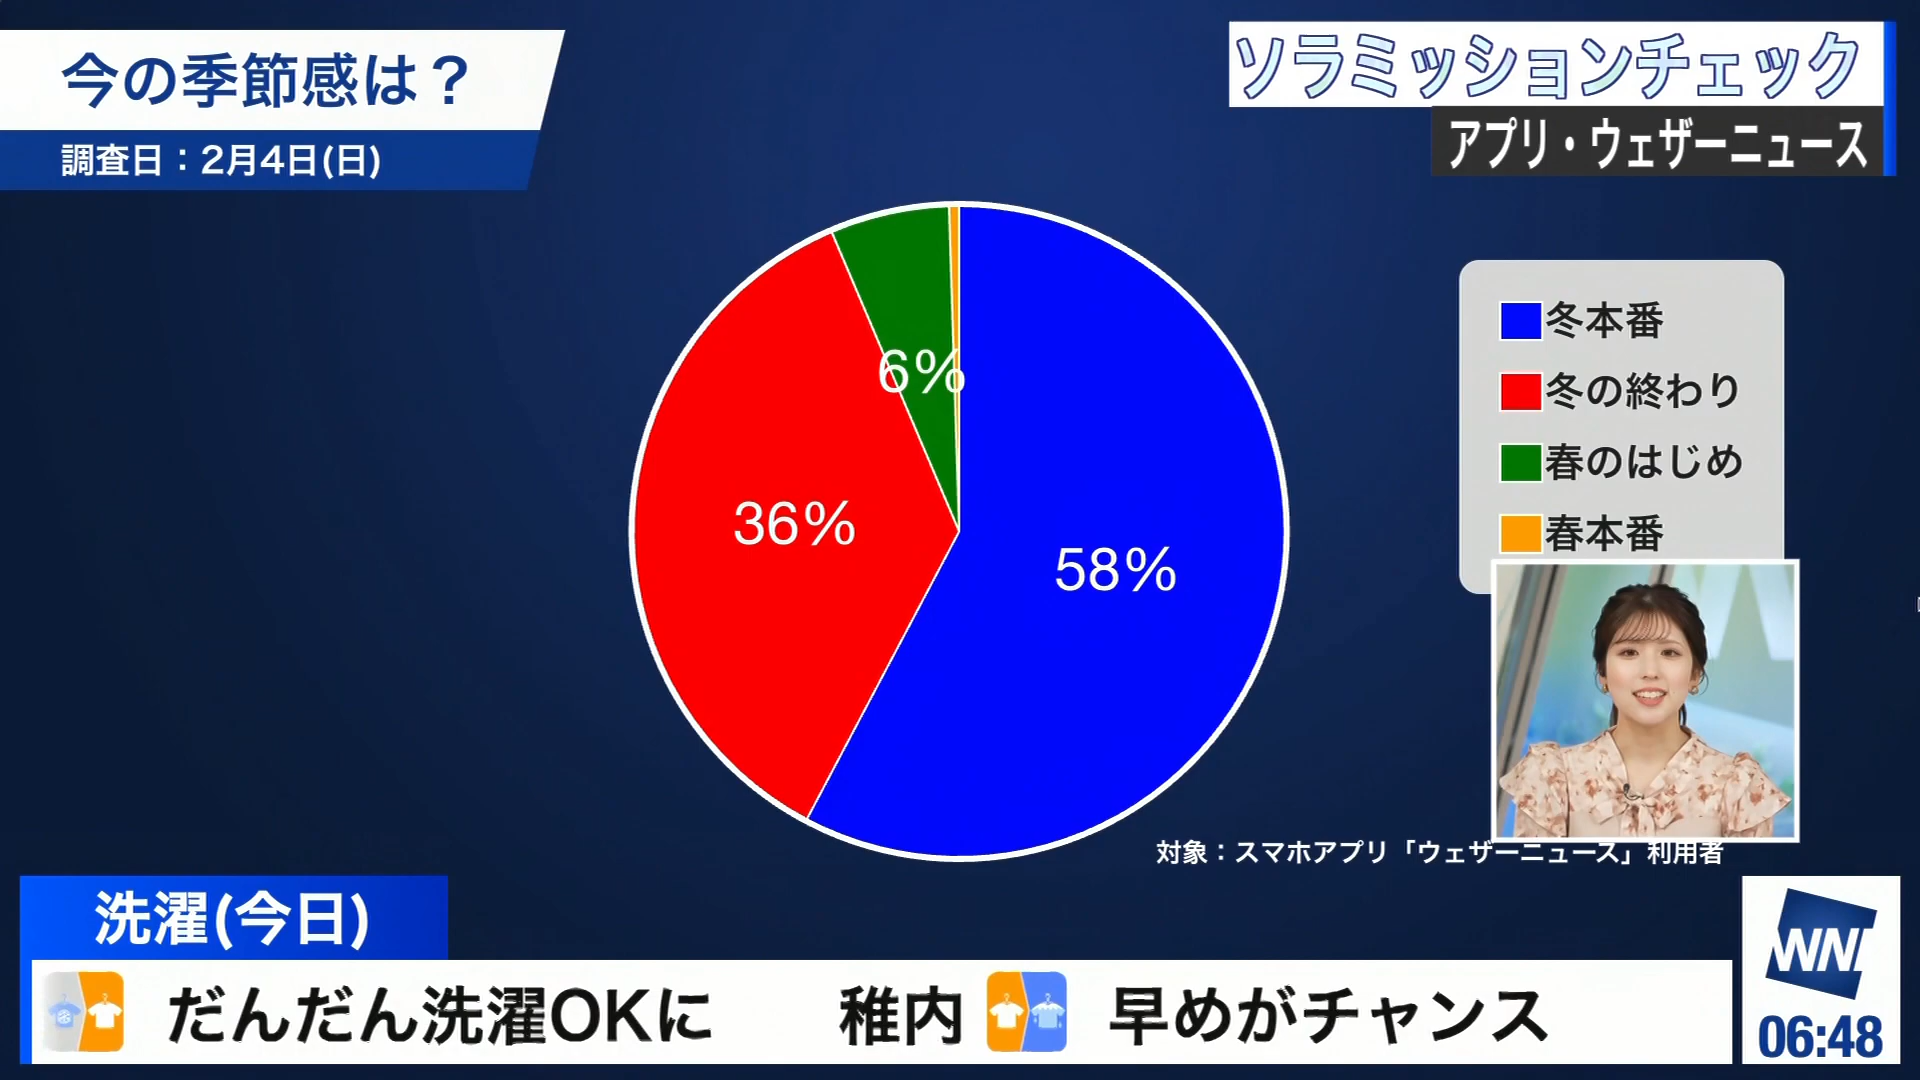 今の季節感は？
調査日：2月4日(日)
ソラミッションチェック
アプリ・ウェザーニュース
6%
36%
58%
冬本番
冬の終わり
春のはじめ
春本番
対象：スマホアプリ「ウェザーニュース」利用者
洗濯(今日)
だんだん洗濯OKに 稚内 早めがチャンス
WNI
06:48